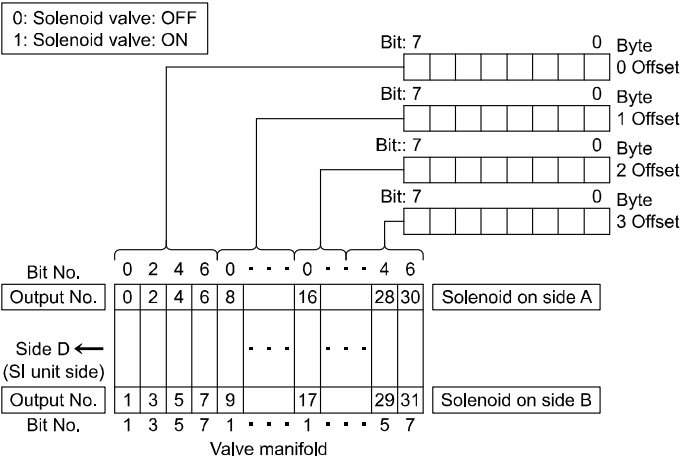 0: Solenoid valve: OFF
1: Solenoid valve: ON
Bit: 7 0 Byte
0 Offset
Bit: 7 0 Byte
1 Offset
Bit:: 7 0 Byte
2 Offset
Bit: 7 0 Byte
3 Offset
Bit No. 0 2 4 6 0 · · · 0 · · · 4 6
Output No. 0 2 4 6 8 16 28 30 Solenoid on side A
Side D ← · · · · · ·
(SI unit side)
Output No. 1 3 5 7 9 17 29 31 Solenoid on side B
Bit No. 1 3 5 7 1 · · · 1 · · · 5 7
Valve manifold